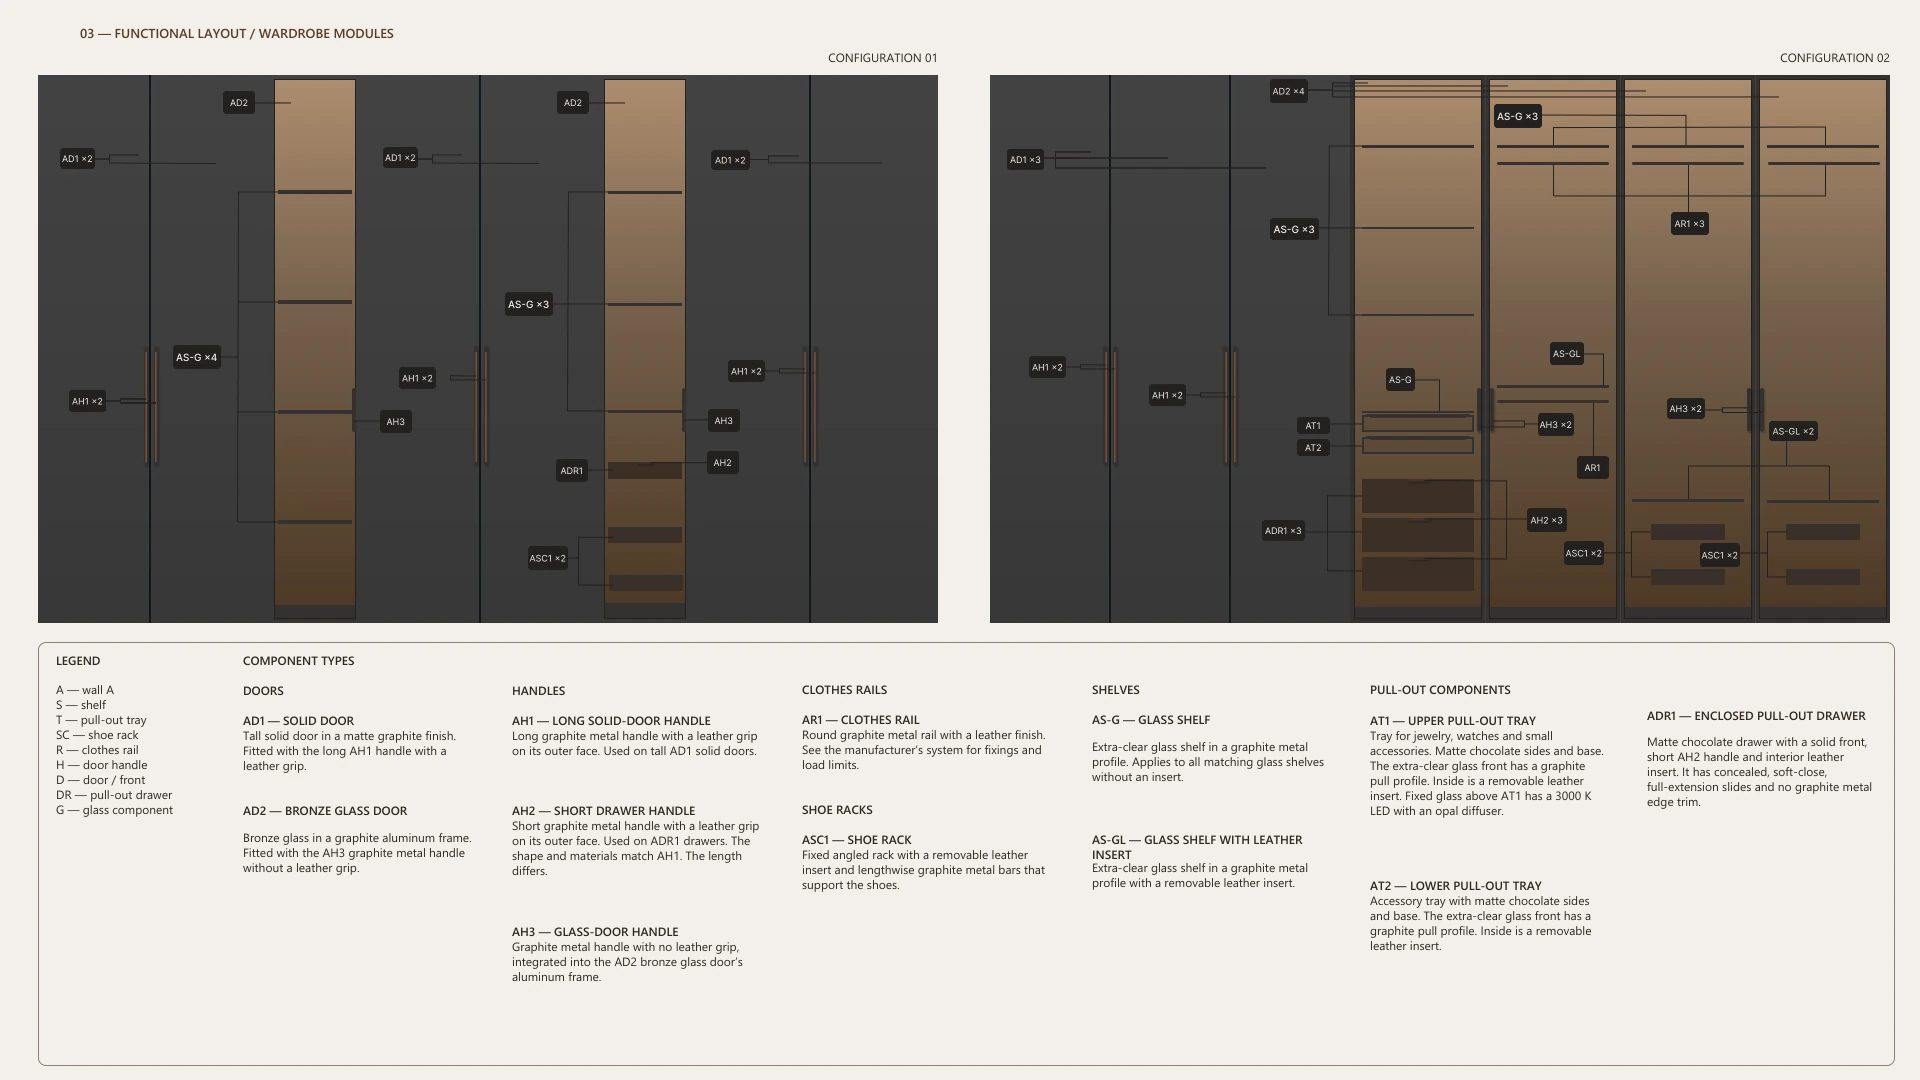 03 — FUNCTIONAL LAYOUT / WARDROBE MODULES
CONFIGURATION 01
AD2
AD2
AD1 ×2
AD1 ×2
AD1 ×2
AS-G ×3
AS-G ×4
AH1 ×2
AH1 ×2
AH1 ×2
AH3
AH3
ADR1
AH2
ASC1 ×2
CONFIGURATION 02
AD2 ×4
AS-G ×3
AD1 ×3
AR1 ×3
AS-G ×3
AS-GL
AH1 ×2
AS-G
AH1 ×2
AH3 ×2
AT1
AH3 ×2
AS-GL ×2
AT2
AR1
AH2 ×3
ADR1 ×3
ASC1 ×2
ASC1 ×2
LEGEND
A — wall A
S — shelf
T — pull-out tray
SC — shoe rack
R — clothes rail
H — door handle
D — door / front
DR — pull-out drawer
G — glass component
COMPONENT TYPES
DOORS
AD1 — SOLID DOOR
Tall solid door in a matte graphite finish.
Fitted with the long AH1 handle with a
leather grip.
AD2 — BRONZE GLASS DOOR
Bronze glass in a graphite aluminum frame.
Fitted with the AH3 graphite metal handle
without a leather grip.
HANDLES
AH1 — LONG SOLID-DOOR HANDLE
Long graphite metal handle with a leather grip
on its outer face. Used on tall AD1 solid doors.
AH2 — SHORT DRAWER HANDLE
Short graphite metal handle with a leather grip
on its outer face. Used on ADR1 drawers. The
shape and materials match AH1. The length
differs.
AH3 — GLASS-DOOR HANDLE
Graphite metal handle with no leather grip,
integrated into the AD2 bronze glass door’s
aluminum frame.
CLOTHES RAILS
AR1 — CLOTHES RAIL
Round graphite metal rail with a leather finish.
See the manufacturer’s system for fixings and
load limits.
SHOE RACKS
ASC1 — SHOE RACK
Fixed angled rack with a removable leather
insert and lengthwise graphite metal bars that
support the shoes.
SHELVES
AS-G — GLASS SHELF
Extra-clear glass shelf in a graphite metal
profile. Applies to all matching glass shelves
without an insert.
AS-GL — GLASS SHELF WITH LEATHER
INSERT
Extra-clear glass shelf in a graphite metal
profile with a removable leather insert.
PULL-OUT COMPONENTS
AT1 — UPPER PULL-OUT TRAY
Tray for jewelry, watches and small
accessories. Matte chocolate sides and base.
The extra-clear glass front has a graphite
pull profile. Inside is a removable leather
insert. Fixed glass above AT1 has a 3000 K
LED with an opal diffuser.
AT2 — LOWER PULL-OUT TRAY
Accessory tray with matte chocolate sides
and base. The extra-clear glass front has a
graphite pull profile. Inside is a removable
leather insert.
ADR1 — ENCLOSED PULL-OUT DRAWER
Matte chocolate drawer with a solid front,
short AH2 handle and interior leather
insert. It has concealed, soft-close,
full-extension slides and no graphite metal
edge trim.